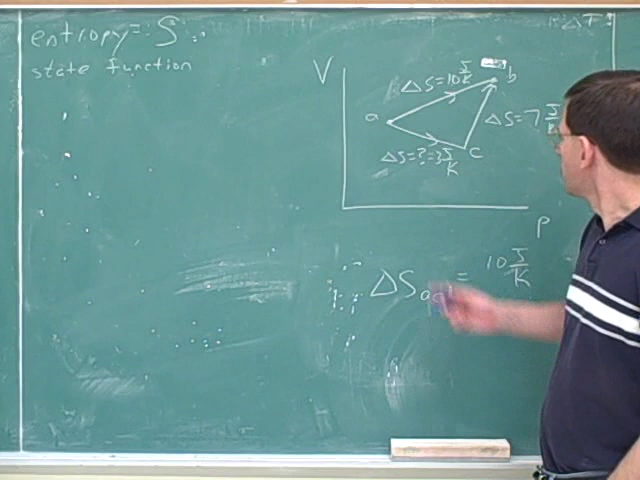 entropy = S
state function
V
ΔS=10 J/K
b
a
ΔS=7 J/K
c
ΔS=?=3 J/K
P
ΔS = 10 J/K